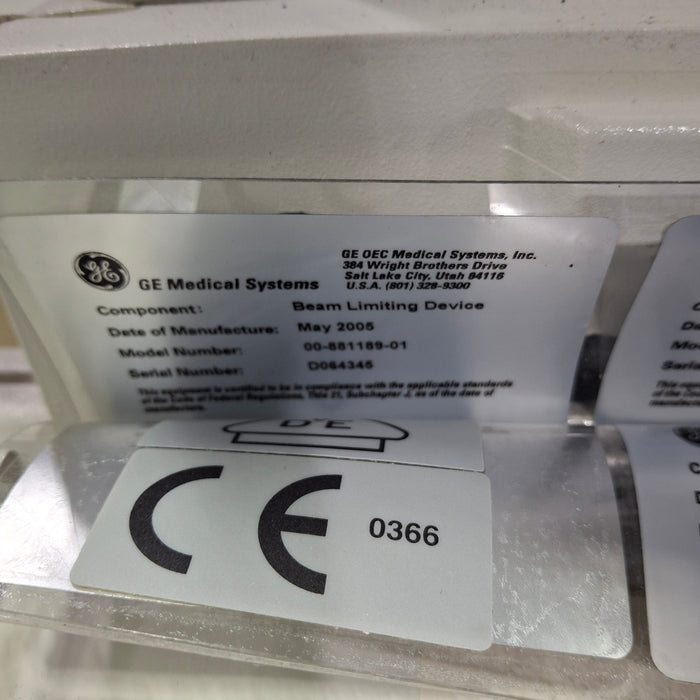 GE
GE Medical Systems
GE OEC Medical Systems, Inc.
384 Wright Brothers Drive
Salt Lake City, Utah 84116
U.S.A. (801) 328-9300
Component: Beam Limiting Device
Date of Manufacture: May 2005
Model Number: 00-881189-01
Serial Number: D064345
This equipment is certified to be in compliance with the applicable standards
of the Code of Federal Regulations, Title 21, Subchapter J, as of the date of
manufacture.
D E
CE 0366